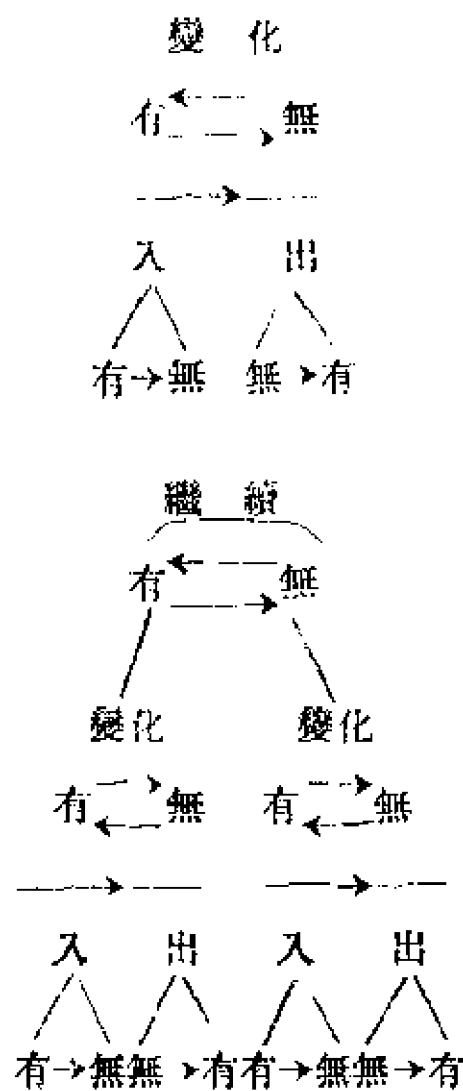 變 化
有 無
入 出
有→無 無→有
繼 續
有 無
變化 變化
有 無 有 無
入 出 入 出
有→無無→有有→無無→有